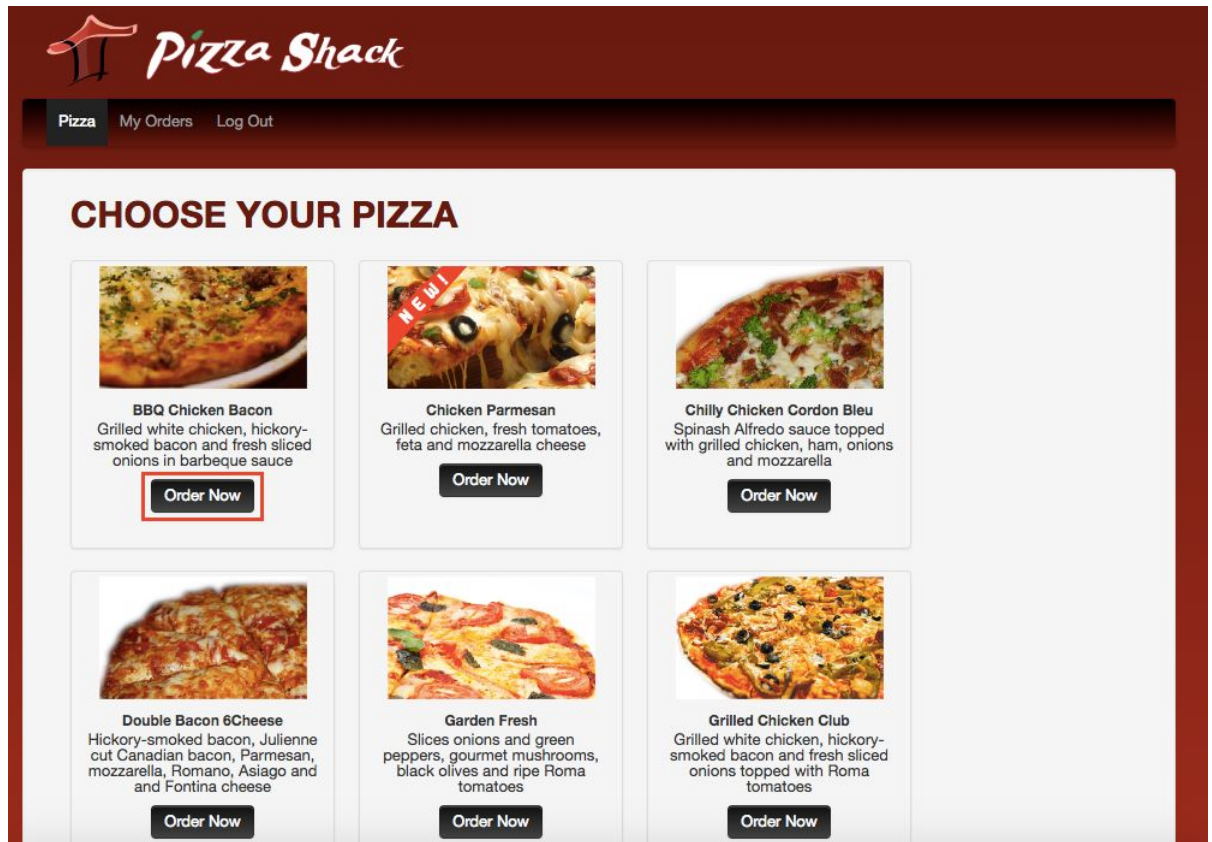 Pizza Shack
Pizza My Orders Log Out
CHOOSE YOUR PIZZA
BBQ Chicken Bacon
Grilled white chicken, hickory-
smoked bacon and fresh sliced
onions in barbeque sauce
Order Now
NEW!
Chicken Parmesan
Grilled chicken, fresh tomatoes,
feta and mozzarella cheese
Order Now
Chilly Chicken Cordon Bleu
Spinash Alfredo sauce topped
with grilled chicken, ham, onions
and mozzarella
Order Now
Double Bacon 6Cheese
Hickory-smoked bacon, Julienne
cut Canadian bacon, Parmesan,
mozzarella, Romano, Asiago and
and Fontina cheese
Order Now
Garden Fresh
Slices onions and green
peppers, gourmet mushrooms,
black olives and ripe Roma
tomatoes
Order Now
Grilled Chicken Club
Grilled white chicken, hickory-
smoked bacon and fresh sliced
onions topped with Roma
tomatoes
Order Now